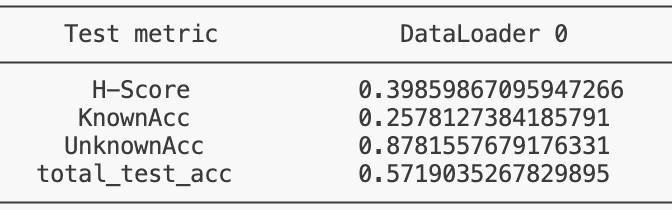 Test metric DataLoader 0
H-Score 0.39859867095947266
KnownAcc 0.2578127384185791
UnknownAcc 0.8781557679176331
total_test_acc 0.5719035267829895